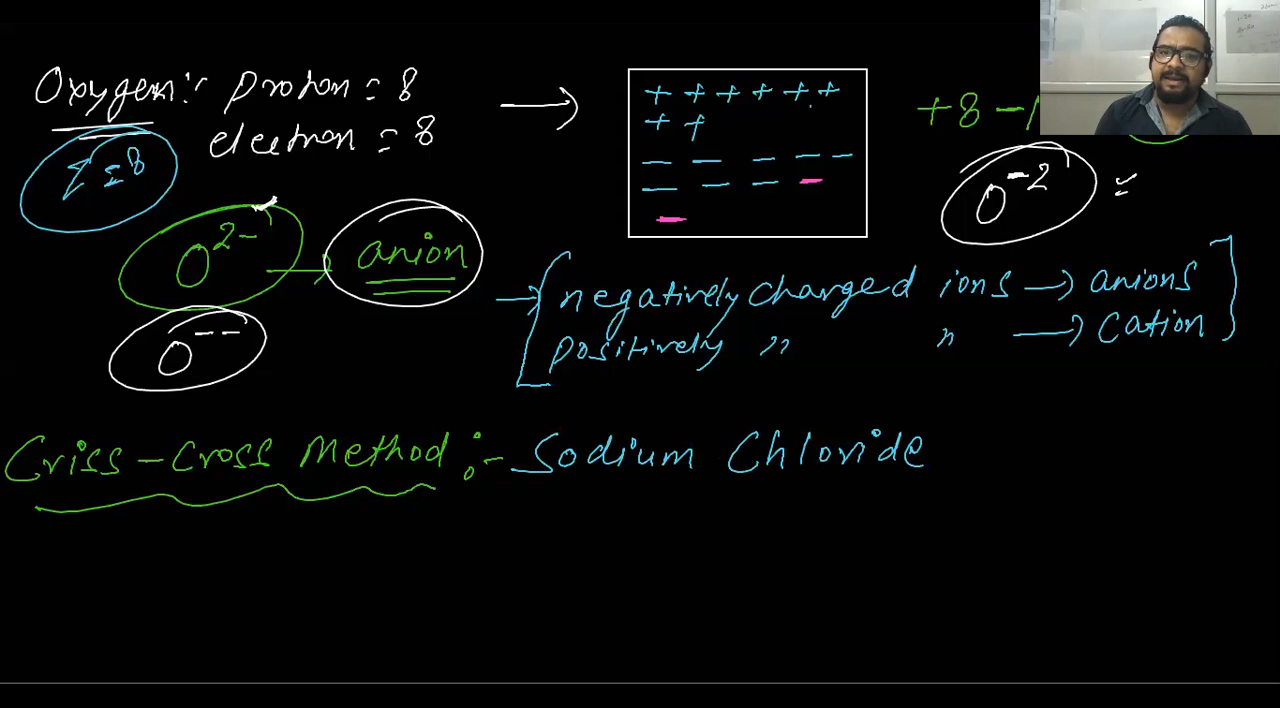 Oxygen:- proton = 8
electron = 8
Z = 8
+ + + + + +
+ +
— — — — —
— — — —
—
+8 -
O-2
O2- → anion
O--
→ [ negatively charged ions → anions ]
positively " " → cation
Criss-Cross Method :- Sodium Chloride